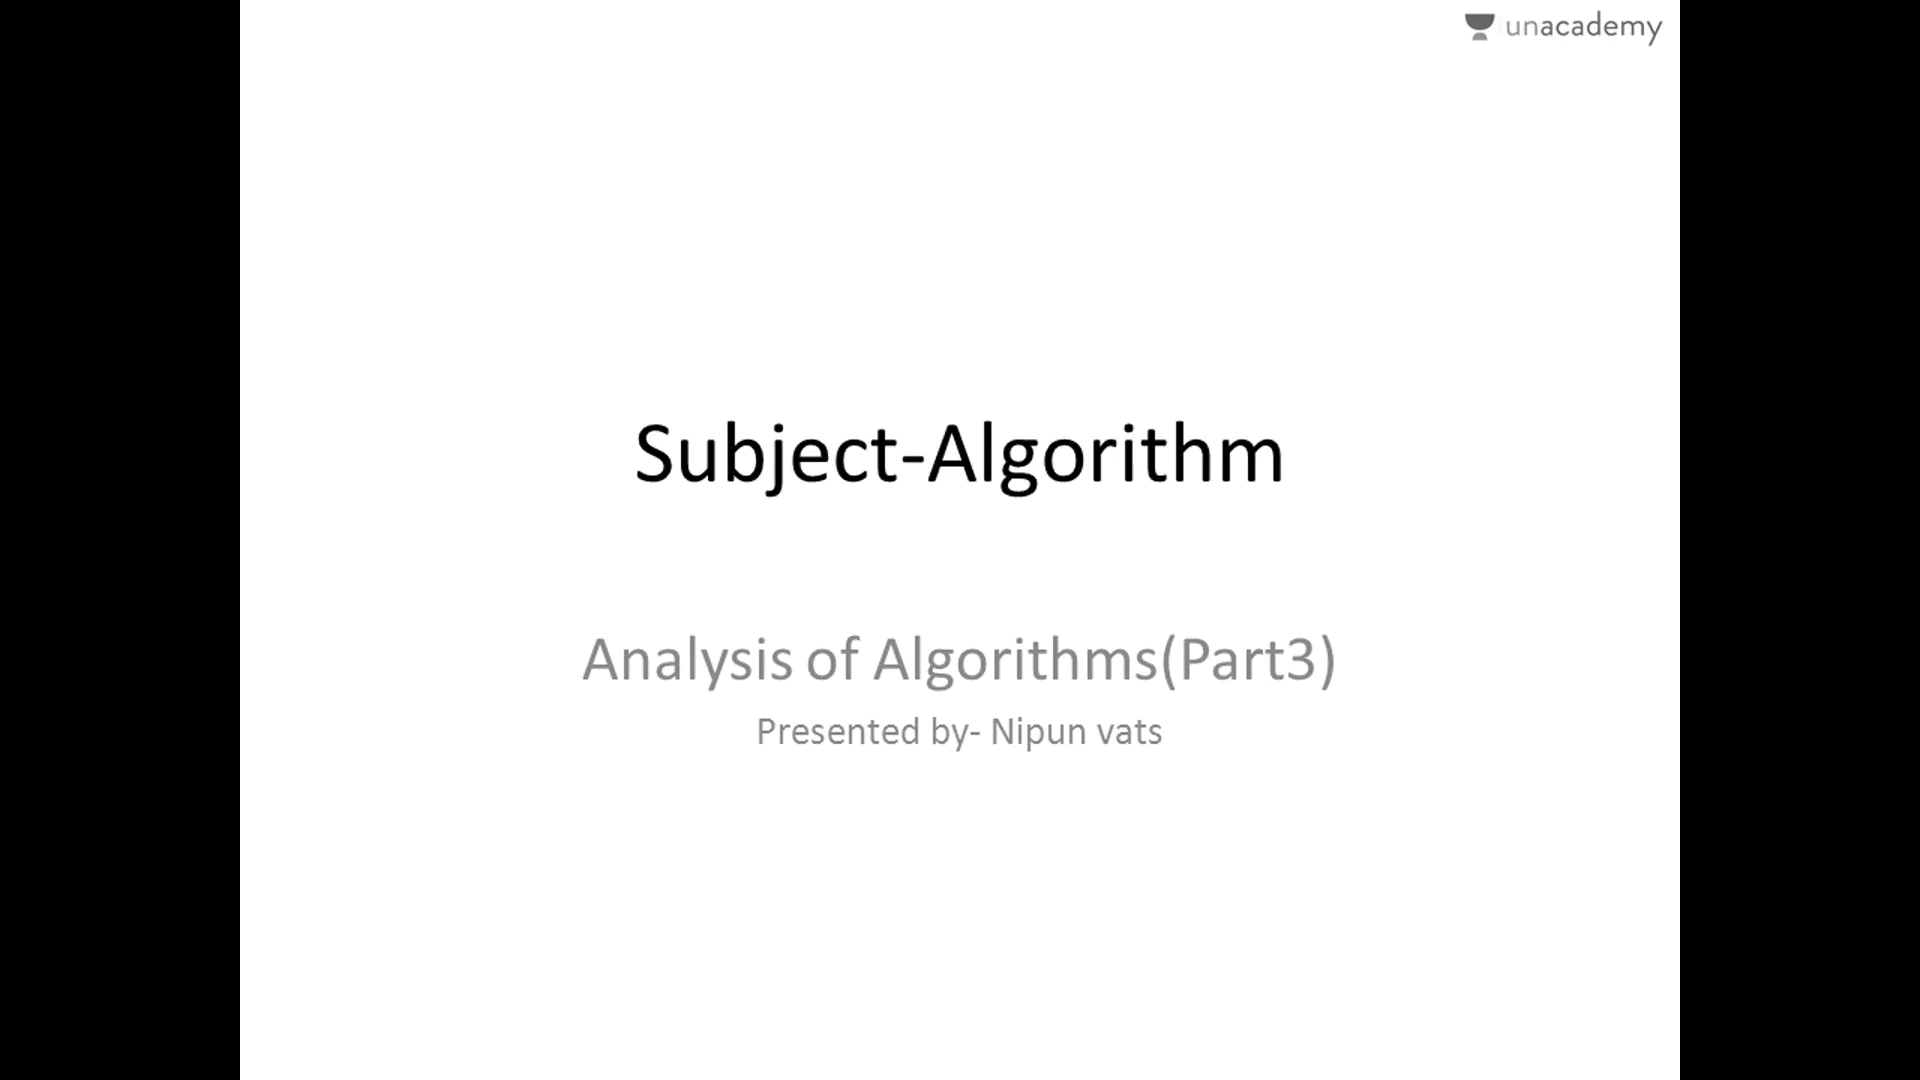 unacademy
Subject-Algorithm
Analysis of Algorithms(Part3)
Presented by- Nipun vats